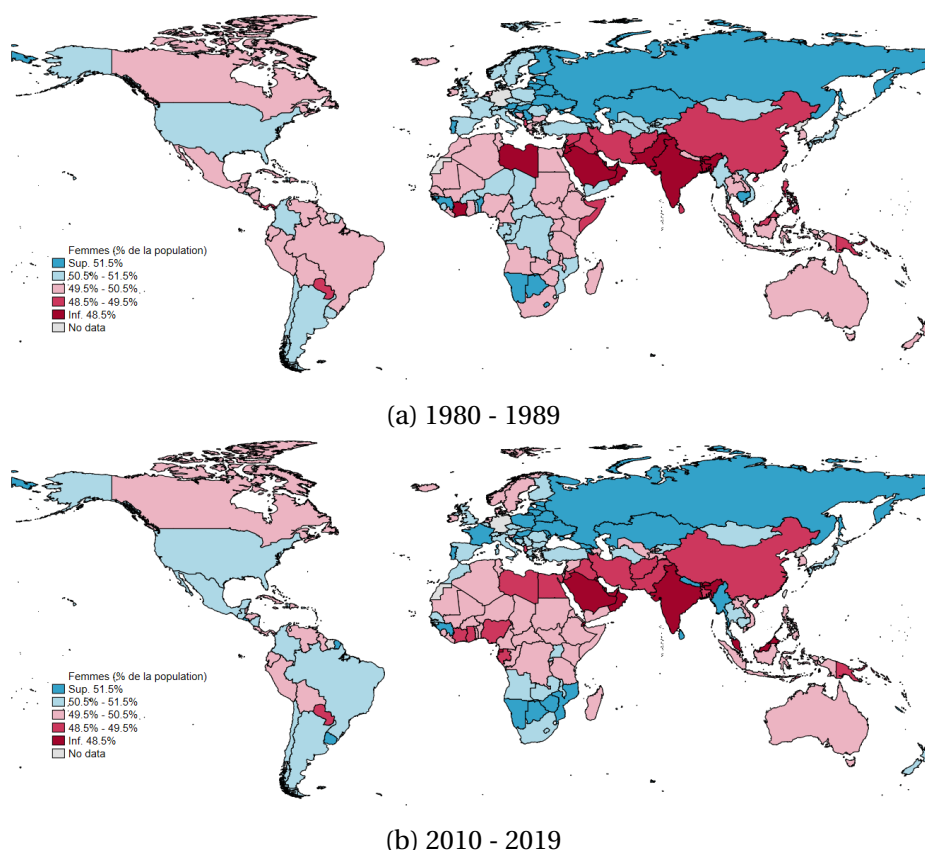 Femmes (% de la population)
Sup. 51.5%
50.5% - 51.5%
49.5% - 50.5%
48.5% - 49.5%
Inf. 48.5%
No data
(a) 1980 - 1989
Femmes (% de la population)
Sup. 51.5%
50.5% - 51.5%
49.5% - 50.5%
48.5% - 49.5%
Inf. 48.5%
No data
(b) 2010 - 2019